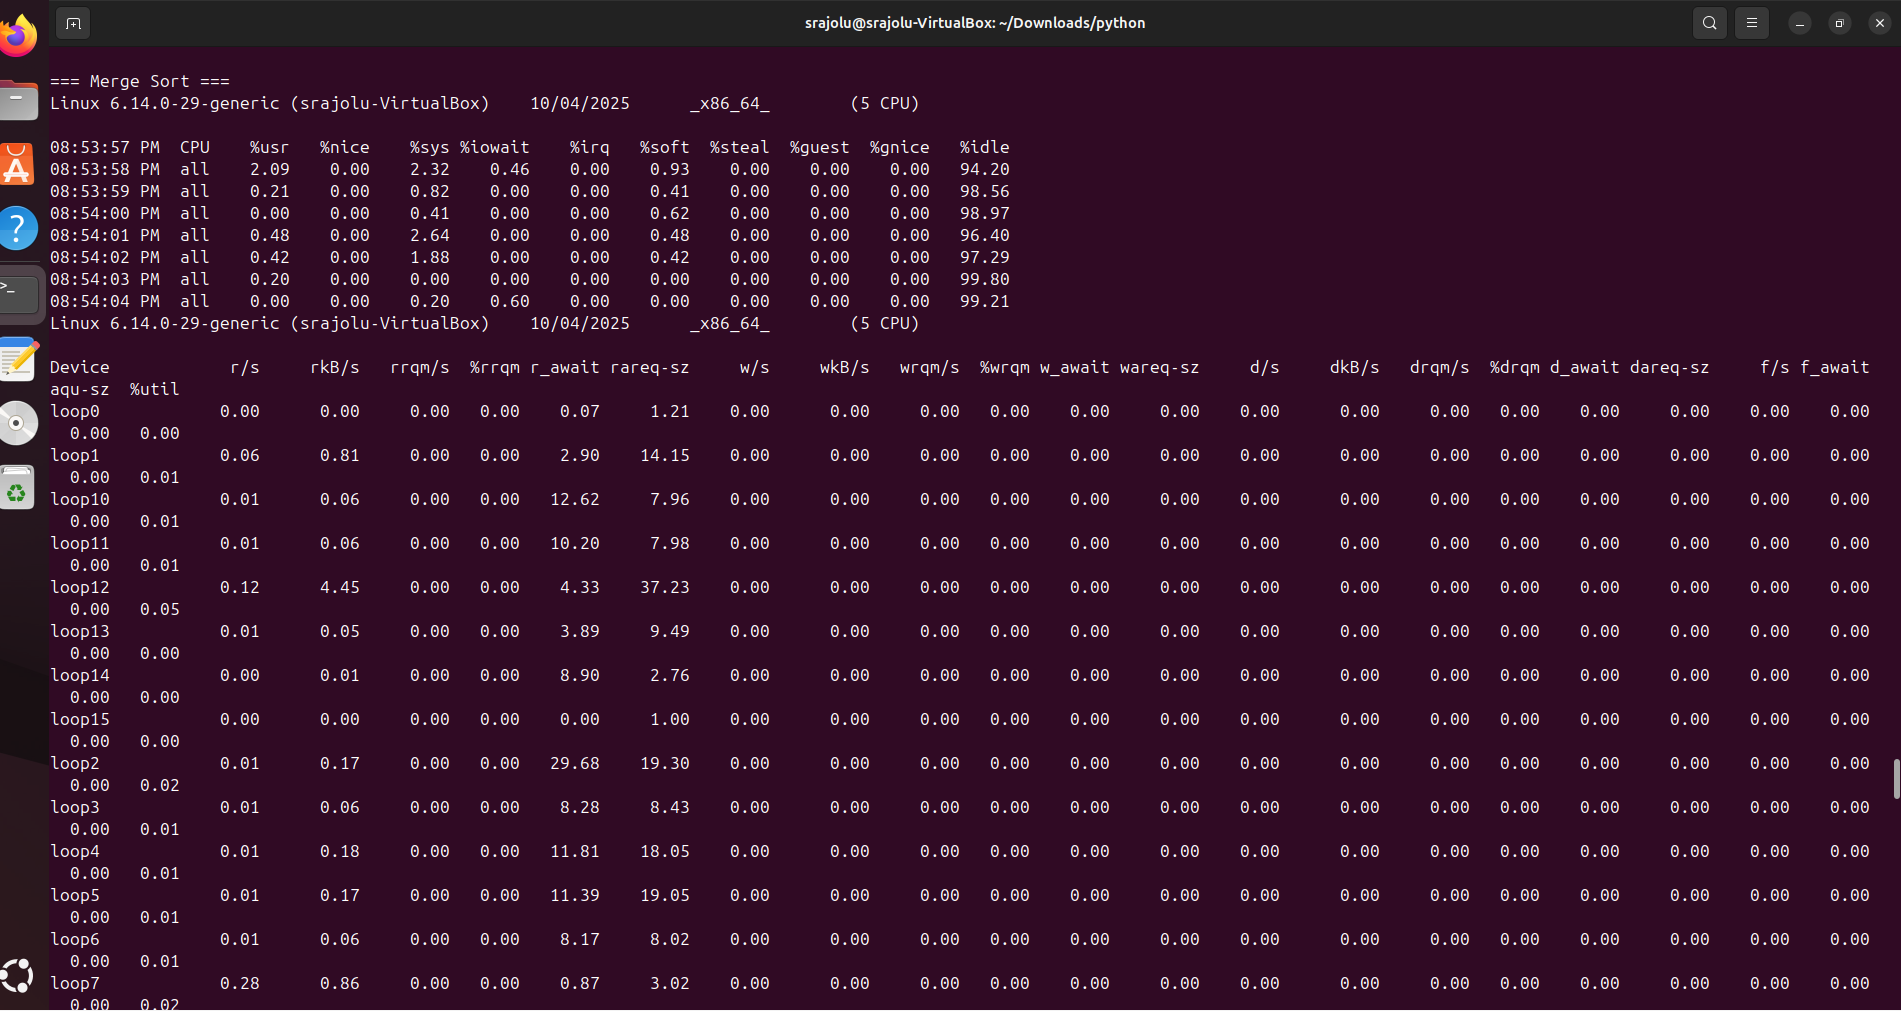 srajolu@srajolu-VirtualBox: ~/Downloads/python
=== Merge Sort ===
Linux 6.14.0-29-generic (srajolu-VirtualBox) 10/04/2025 _x86_64_ (5 CPU)
08:53:57 PM CPU %usr %nice %sys %iowait %irq %soft %steal %guest %gnice %idle
08:53:58 PM all 2.09 0.00 2.32 0.46 0.00 0.93 0.00 0.00 0.00 94.20
08:53:59 PM all 0.21 0.00 0.82 0.00 0.00 0.41 0.00 0.00 0.00 98.56
08:54:00 PM all 0.00 0.00 0.41 0.00 0.00 0.62 0.00 0.00 0.00 98.97
08:54:01 PM all 0.48 0.00 2.64 0.00 0.00 0.48 0.00 0.00 0.00 96.40
08:54:02 PM all 0.42 0.00 1.88 0.00 0.00 0.42 0.00 0.00 0.00 97.29
08:54:03 PM all 0.20 0.00 0.00 0.00 0.00 0.00 0.00 0.00 0.00 99.80
08:54:04 PM all 0.00 0.00 0.20 0.60 0.00 0.00 0.00 0.00 0.00 99.21
Linux 6.14.0-29-generic (srajolu-VirtualBox) 10/04/2025 _x86_64_ (5 CPU)
Device r/s rkB/s rrqm/s %rrqm r_await rareq-sz w/s wkB/s wrqm/s %wrqm w_await wareq-sz d/s dkB/s drqm/s %drqm d_await dareq-sz f/s f_await
aqu-sz %util
loop0 0.00 0.00 0.00 0.00 0.07 1.21 0.00 0.00 0.00 0.00 0.00 0.00 0.00 0.00 0.00 0.00 0.00 0.00 0.00 0.00
0.00 0.00
loop1 0.06 0.81 0.00 0.00 2.90 14.15 0.00 0.00 0.00 0.00 0.00 0.00 0.00 0.00 0.00 0.00 0.00 0.00 0.00 0.00
0.00 0.01
loop10 0.01 0.06 0.00 0.00 12.62 7.96 0.00 0.00 0.00 0.00 0.00 0.00 0.00 0.00 0.00 0.00 0.00 0.00 0.00 0.00
0.00 0.01
loop11 0.01 0.06 0.00 0.00 10.20 7.98 0.00 0.00 0.00 0.00 0.00 0.00 0.00 0.00 0.00 0.00 0.00 0.00 0.00 0.00
0.00 0.01
loop12 0.12 4.45 0.00 0.00 4.33 37.23 0.00 0.00 0.00 0.00 0.00 0.00 0.00 0.00 0.00 0.00 0.00 0.00 0.00 0.00
0.00 0.05
loop13 0.01 0.05 0.00 0.00 3.89 9.49 0.00 0.00 0.00 0.00 0.00 0.00 0.00 0.00 0.00 0.00 0.00 0.00 0.00 0.00
0.00 0.00
loop14 0.00 0.01 0.00 0.00 8.90 2.76 0.00 0.00 0.00 0.00 0.00 0.00 0.00 0.00 0.00 0.00 0.00 0.00 0.00 0.00
0.00 0.00
loop15 0.00 0.00 0.00 0.00 0.00 1.00 0.00 0.00 0.00 0.00 0.00 0.00 0.00 0.00 0.00 0.00 0.00 0.00 0.00 0.00
0.00 0.00
loop2 0.01 0.17 0.00 0.00 29.68 19.30 0.00 0.00 0.00 0.00 0.00 0.00 0.00 0.00 0.00 0.00 0.00 0.00 0.00 0.00
0.00 0.02
loop3 0.01 0.06 0.00 0.00 8.28 8.43 0.00 0.00 0.00 0.00 0.00 0.00 0.00 0.00 0.00 0.00 0.00 0.00 0.00 0.00
0.00 0.01
loop4 0.01 0.18 0.00 0.00 11.81 18.05 0.00 0.00 0.00 0.00 0.00 0.00 0.00 0.00 0.00 0.00 0.00 0.00 0.00 0.00
0.00 0.01
loop5 0.01 0.17 0.00 0.00 11.39 19.05 0.00 0.00 0.00 0.00 0.00 0.00 0.00 0.00 0.00 0.00 0.00 0.00 0.00 0.00
0.00 0.01
loop6 0.01 0.06 0.00 0.00 8.17 8.02 0.00 0.00 0.00 0.00 0.00 0.00 0.00 0.00 0.00 0.00 0.00 0.00 0.00 0.00
0.00 0.01
loop7 0.28 0.86 0.00 0.00 0.87 3.02 0.00 0.00 0.00 0.00 0.00 0.00 0.00 0.00 0.00 0.00 0.00 0.00 0.00 0.00
0.00 0.02